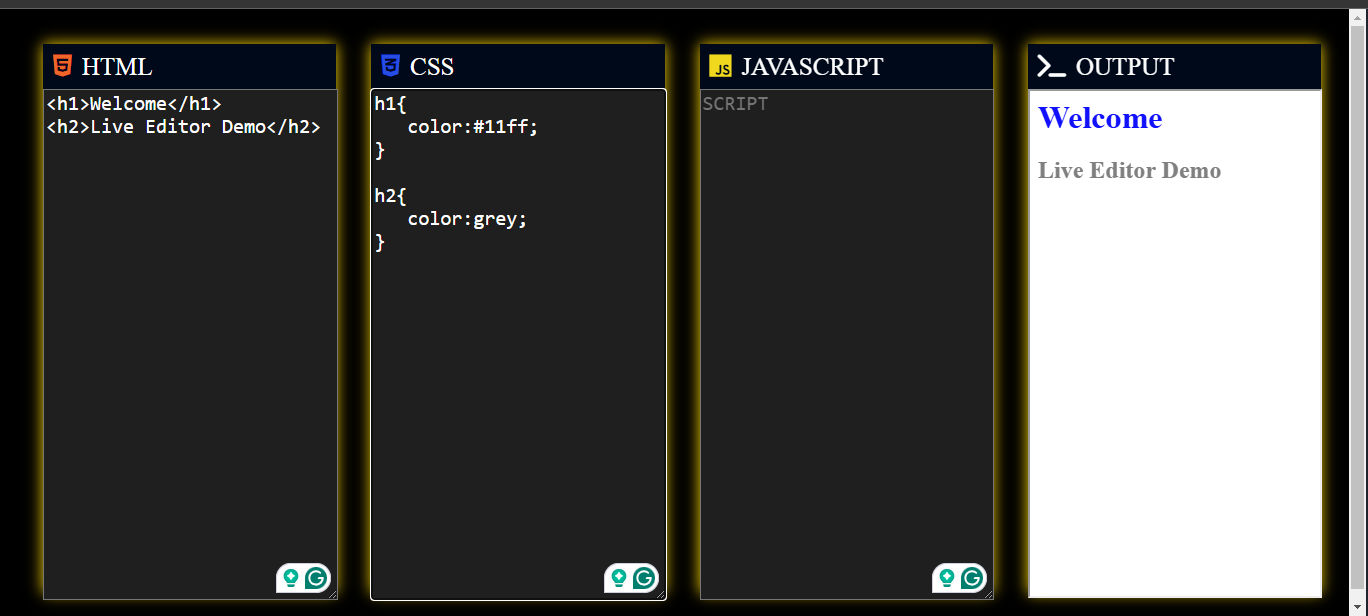 HTML
<h1>Welcome</h1>
<h2>Live Editor Demo</h2>
CSS
h1{
   color:#11ff;
}
h2{
   color:grey;
}
JS JAVASCRIPT
SCRIPT
OUTPUT
Welcome
Live Editor Demo